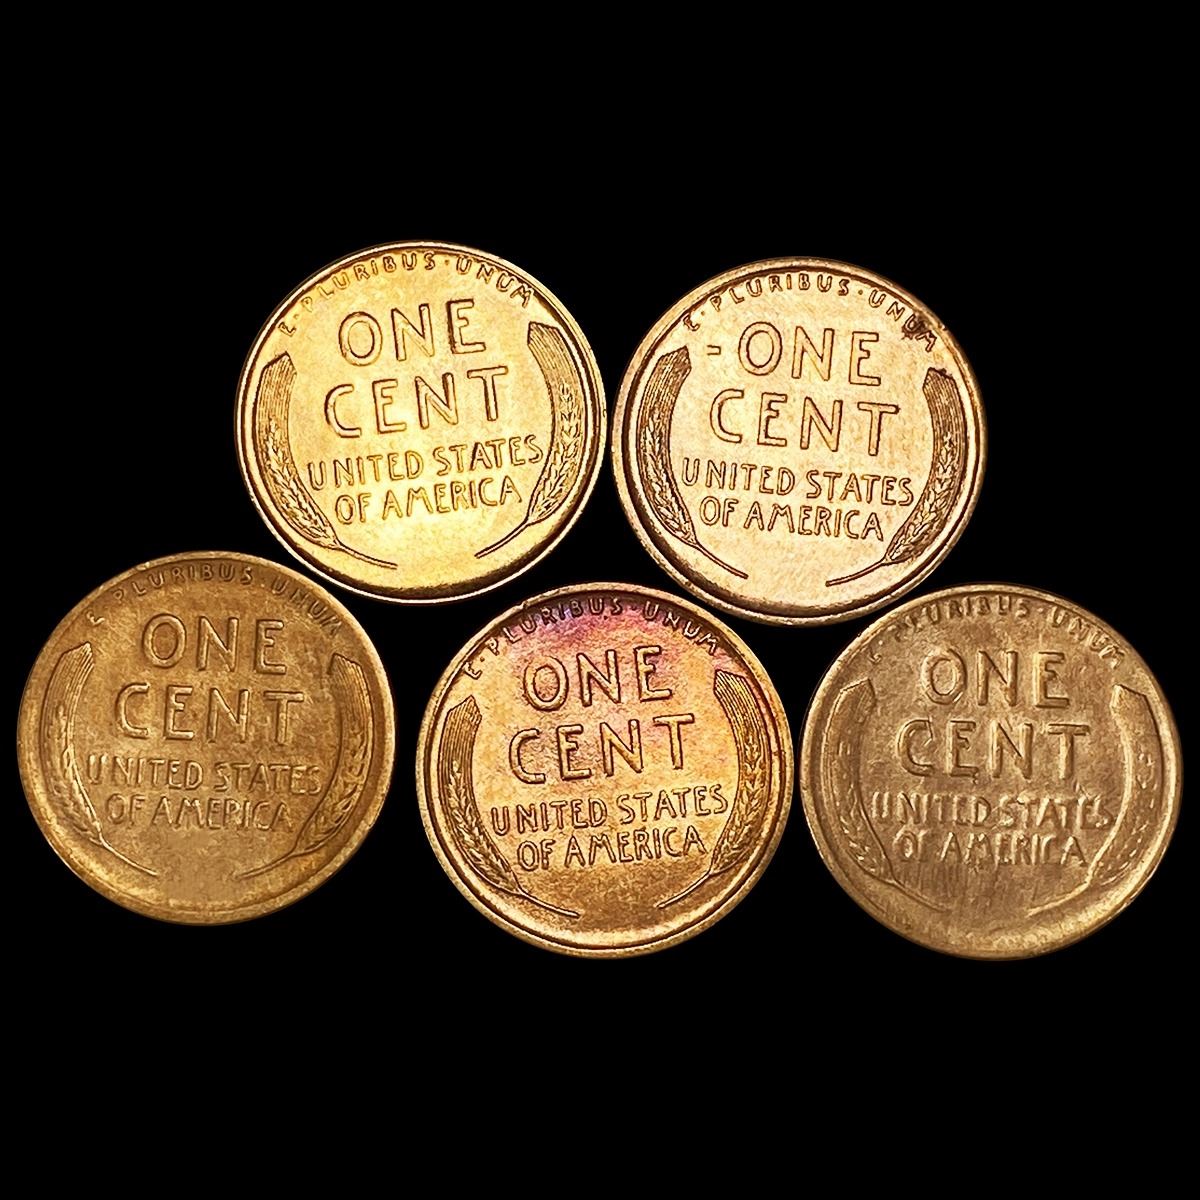 E·PLURIBUS·UNUM
ONE
CENT
UNITED STATES
OF AMERICA
E·PLURIBUS·UNUM
ONE
CENT
UNITED STATES
OF AMERICA
E PLURIBUS·UNUM
ONE
CENT
UNITED STATES
OF AMERICA
E·PLURIBUS·UNUM
ONE
CENT
UNITED STATES
OF AMERICA
E·PLURIBUS·UNUM
ONE
CENT
UNITED STATES
OF AMERICA